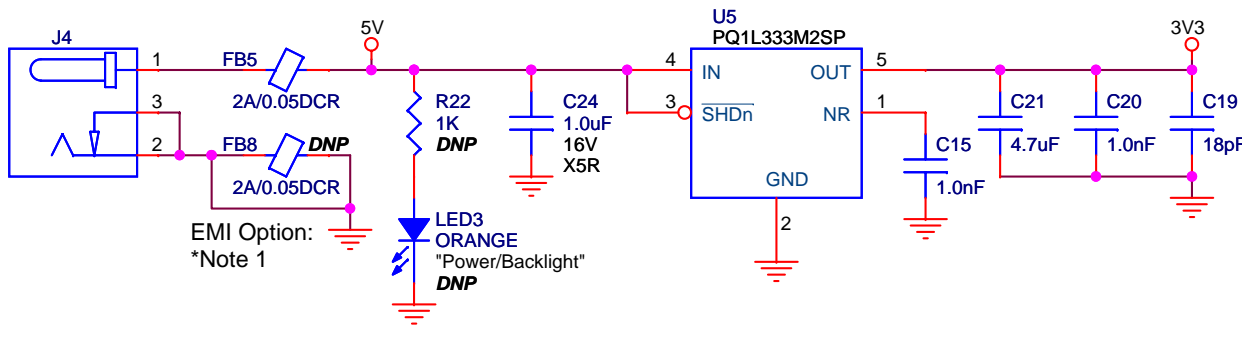 J4
1
3
2
FB5
2A/0.05DCR
FB8
DNP
2A/0.05DCR
EMI Option:
*Note 1
5V
R22
1K
DNP
LED3
ORANGE
"Power/Backlight"
DNP
C24
1.0uF
16V
X5R
U5
PQ1L333M2SP
4
IN
OUT
5
3
SHDn
NR
1
GND
2
C15
1.0nF
C21
4.7uF
C20
1.0nF
3V3
C19
18pF